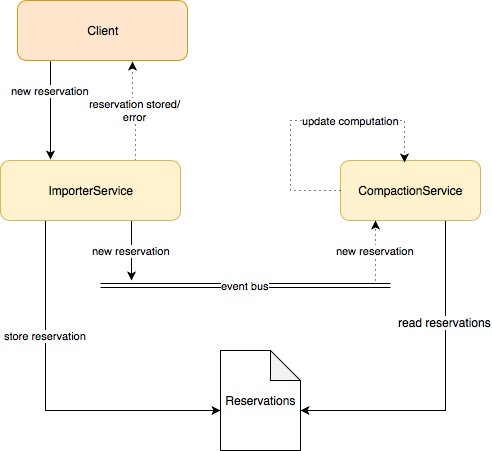 Client
new reservation
reservation stored/
error
update computation
ImporterService
CompactionService
new reservation
new reservation
event bus
store reservation
read reservations
Reservations